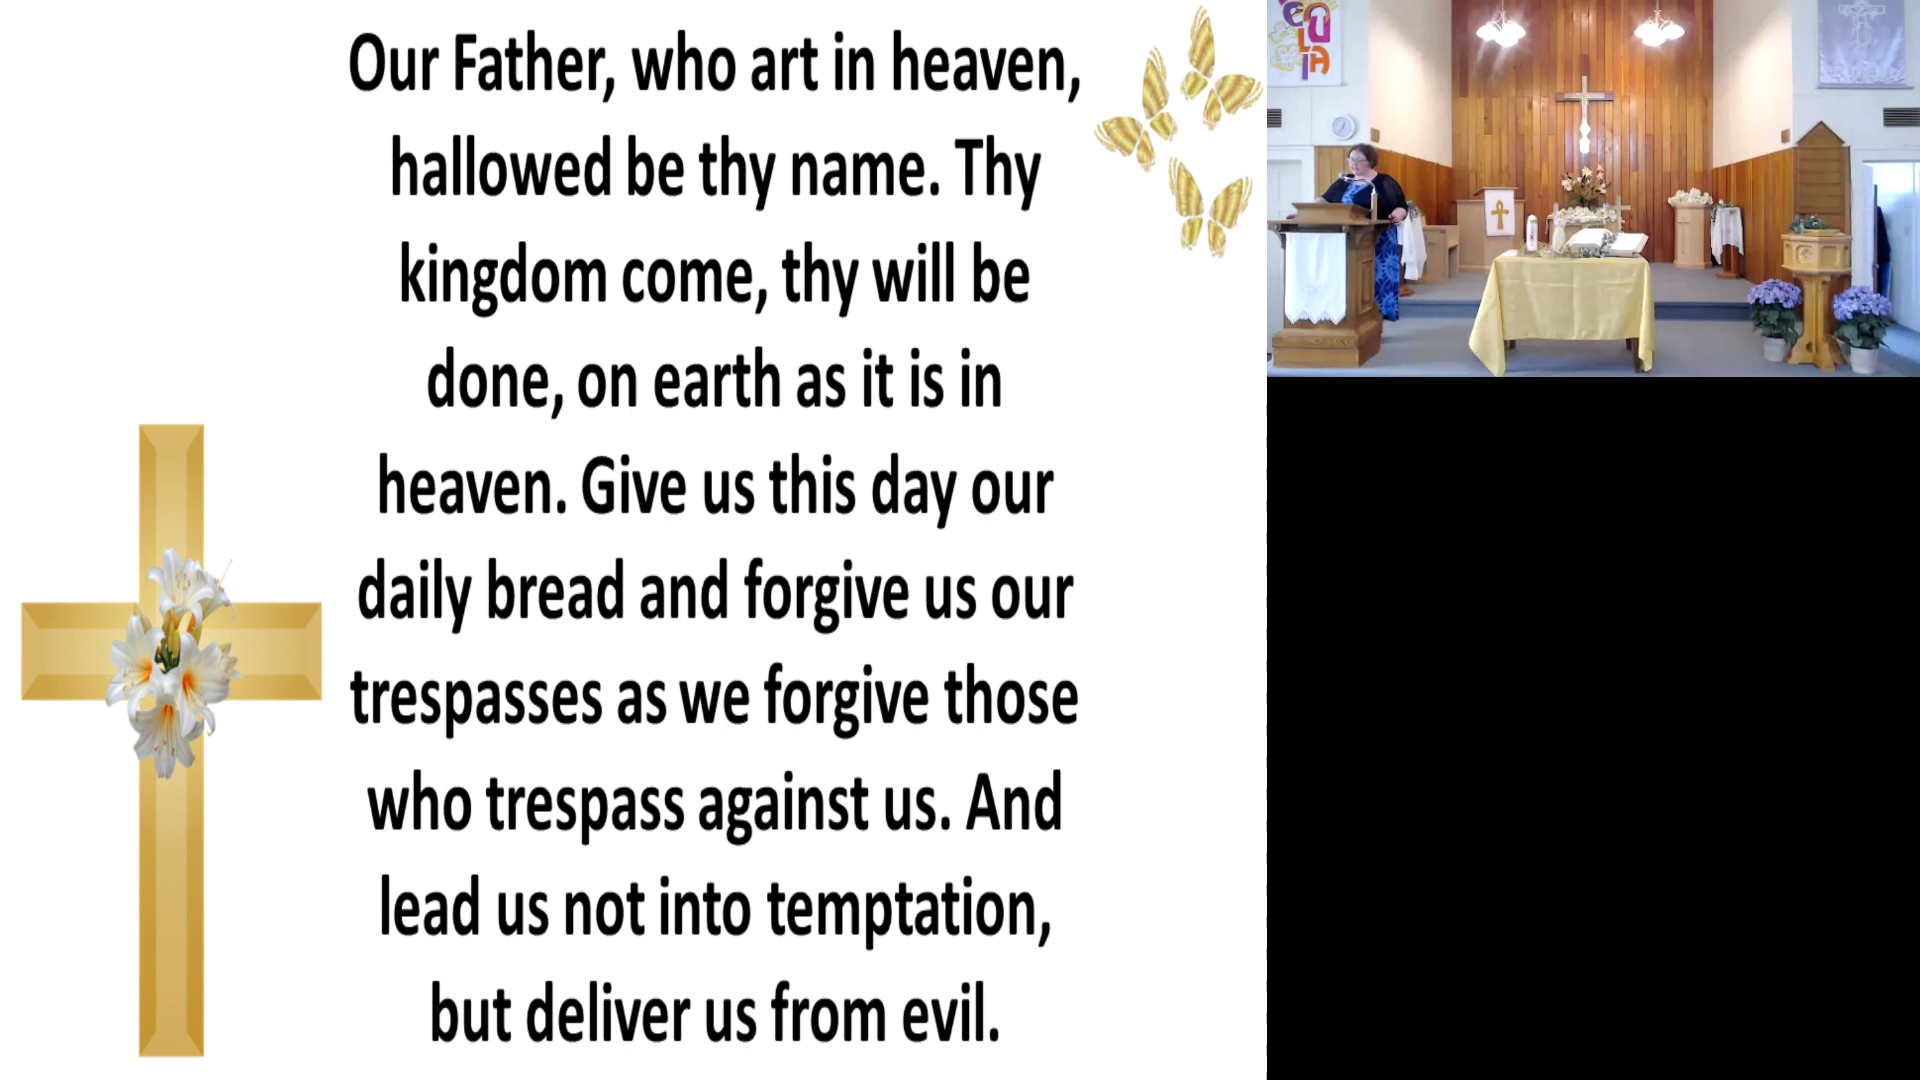 Our Father, who art in heaven,
hallowed be thy name. Thy
kingdom come, thy will be
done, on earth as it is in
heaven. Give us this day our
daily bread and forgive us our
trespasses as we forgive those
who trespass against us. And
lead us not into temptation,
but deliver us from evil.